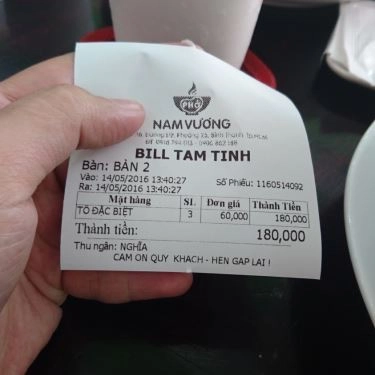 PHỞ
NAM VƯƠNG
BILL TAM TINH
Bàn: BÀN 2
Vào: 14/05/2016 13:40:27 Số Phiếu: 1160514092
Ra: 14/05/2016 13:40:27
Mặt hàng SL Đơn giá Thành Tiền
TÔ ĐẶC BIỆT 3 60,000 180,000
Thành tiền: 180,000
Thu ngân: NGHĨA
CAM ON QUY KHACH - HEN GAP LAI !